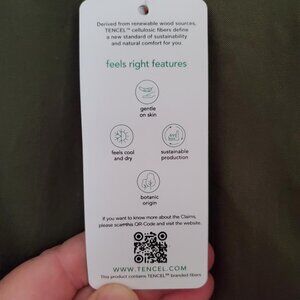 Derived from renewable wood sources,
TENCEL™ cellulosic fibers define
a new standard of sustainability
and natural comfort for you
feels right features
gentle
on skin
feels cool
and dry
sustainable
production
botanic
origin
If you want to know more about the Claims,
please scan this QR-Code and visit the website.
WWW.TENCEL.COM
This product contains TENCEL™ branded fibers